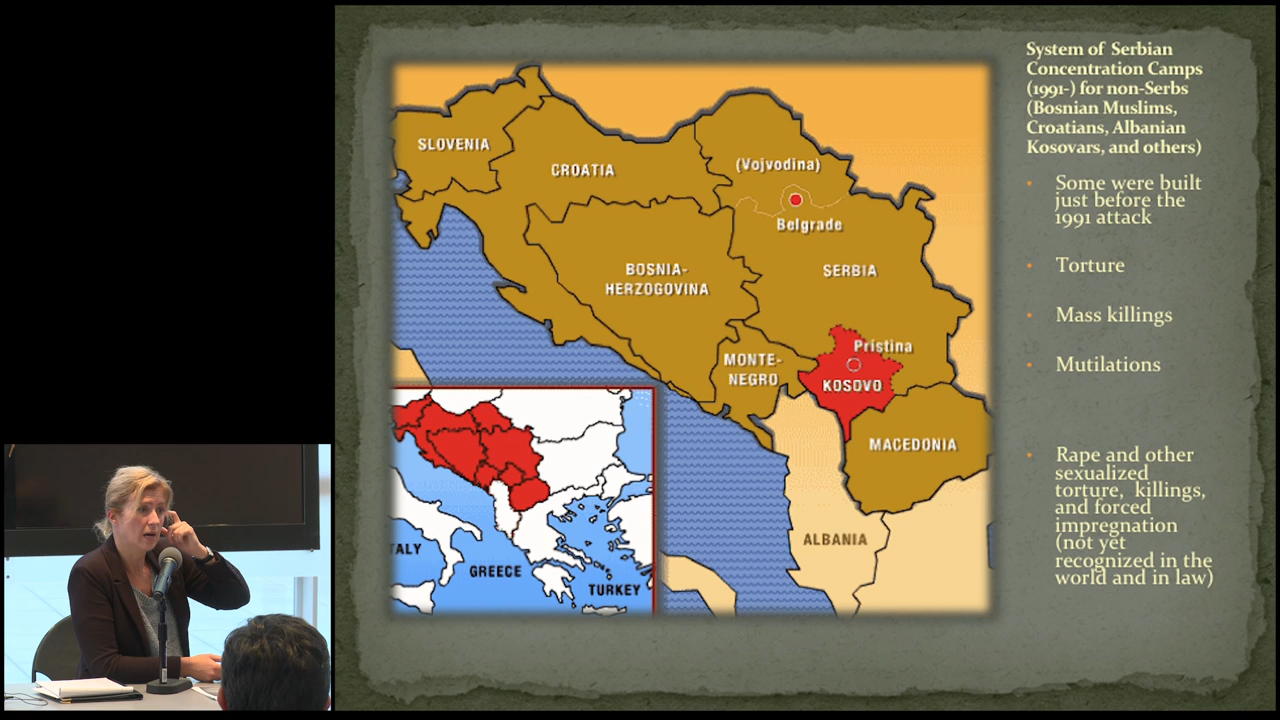 System of Serbian
Concentration Camps
(1991-) for non-Serbs
(Bosnian Muslims,
Croatians, Albanian
Kosovars, and others)
• Some were built
just before the
1991 attack
• Torture
• Mass killings
• Mutilations
• Rape and other
sexualized
torture, killings,
and forced
impregnation
(not yet
recognized in the
world and in law)
SLOVENIA
CROATIA
(Vojvodina)
Belgrade
BOSNIA-
HERZOGOVINA
SERBIA
MONTE-
NEGRO
Pristina
KOSOVO
MACEDONIA
ALBANIA
TALY
GREECE
TURKEY